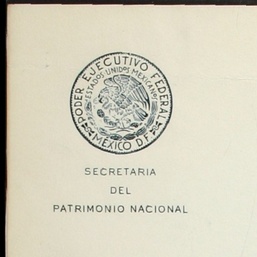 PODER EJECUTIVO FEDERAL
ESTADOS UNIDOS MEXICANOS
MEXICO D.F.
SECRETARIA
DEL
PATRIMONIO NACIONAL